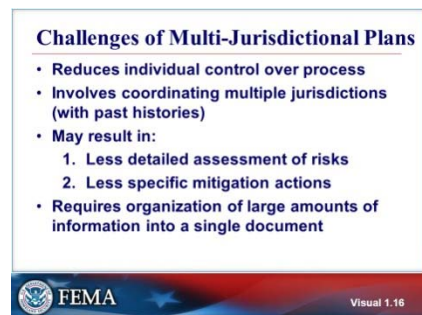 Challenges of Multi-Jurisdictional Plans
• Reduces individual control over process
• Involves coordinating multiple jurisdictions
(with past histories)
• May result in:
1. Less detailed assessment of risks
2. Less specific mitigation actions
• Requires organization of large amounts of
information into a single document
FEMA
Visual 1.16